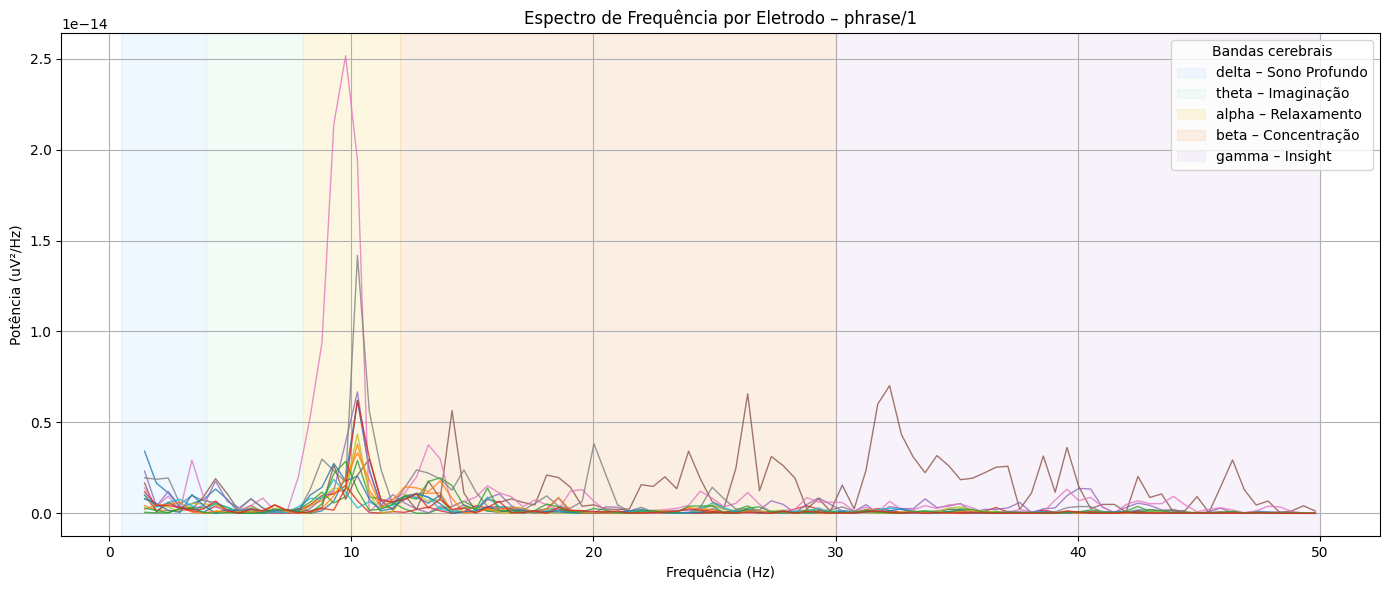 Espectro de Frequência por Eletrodo – phrase/1
1e−14
2.5
2.0
1.5
1.0
0.5
0.0
Potência (uV²/Hz)
Bandas cerebrais
delta – Sono Profundo
theta – Imaginação
alpha – Relaxamento
beta – Concentração
gamma – Insight
0 10 20 30 40 50
Frequência (Hz)